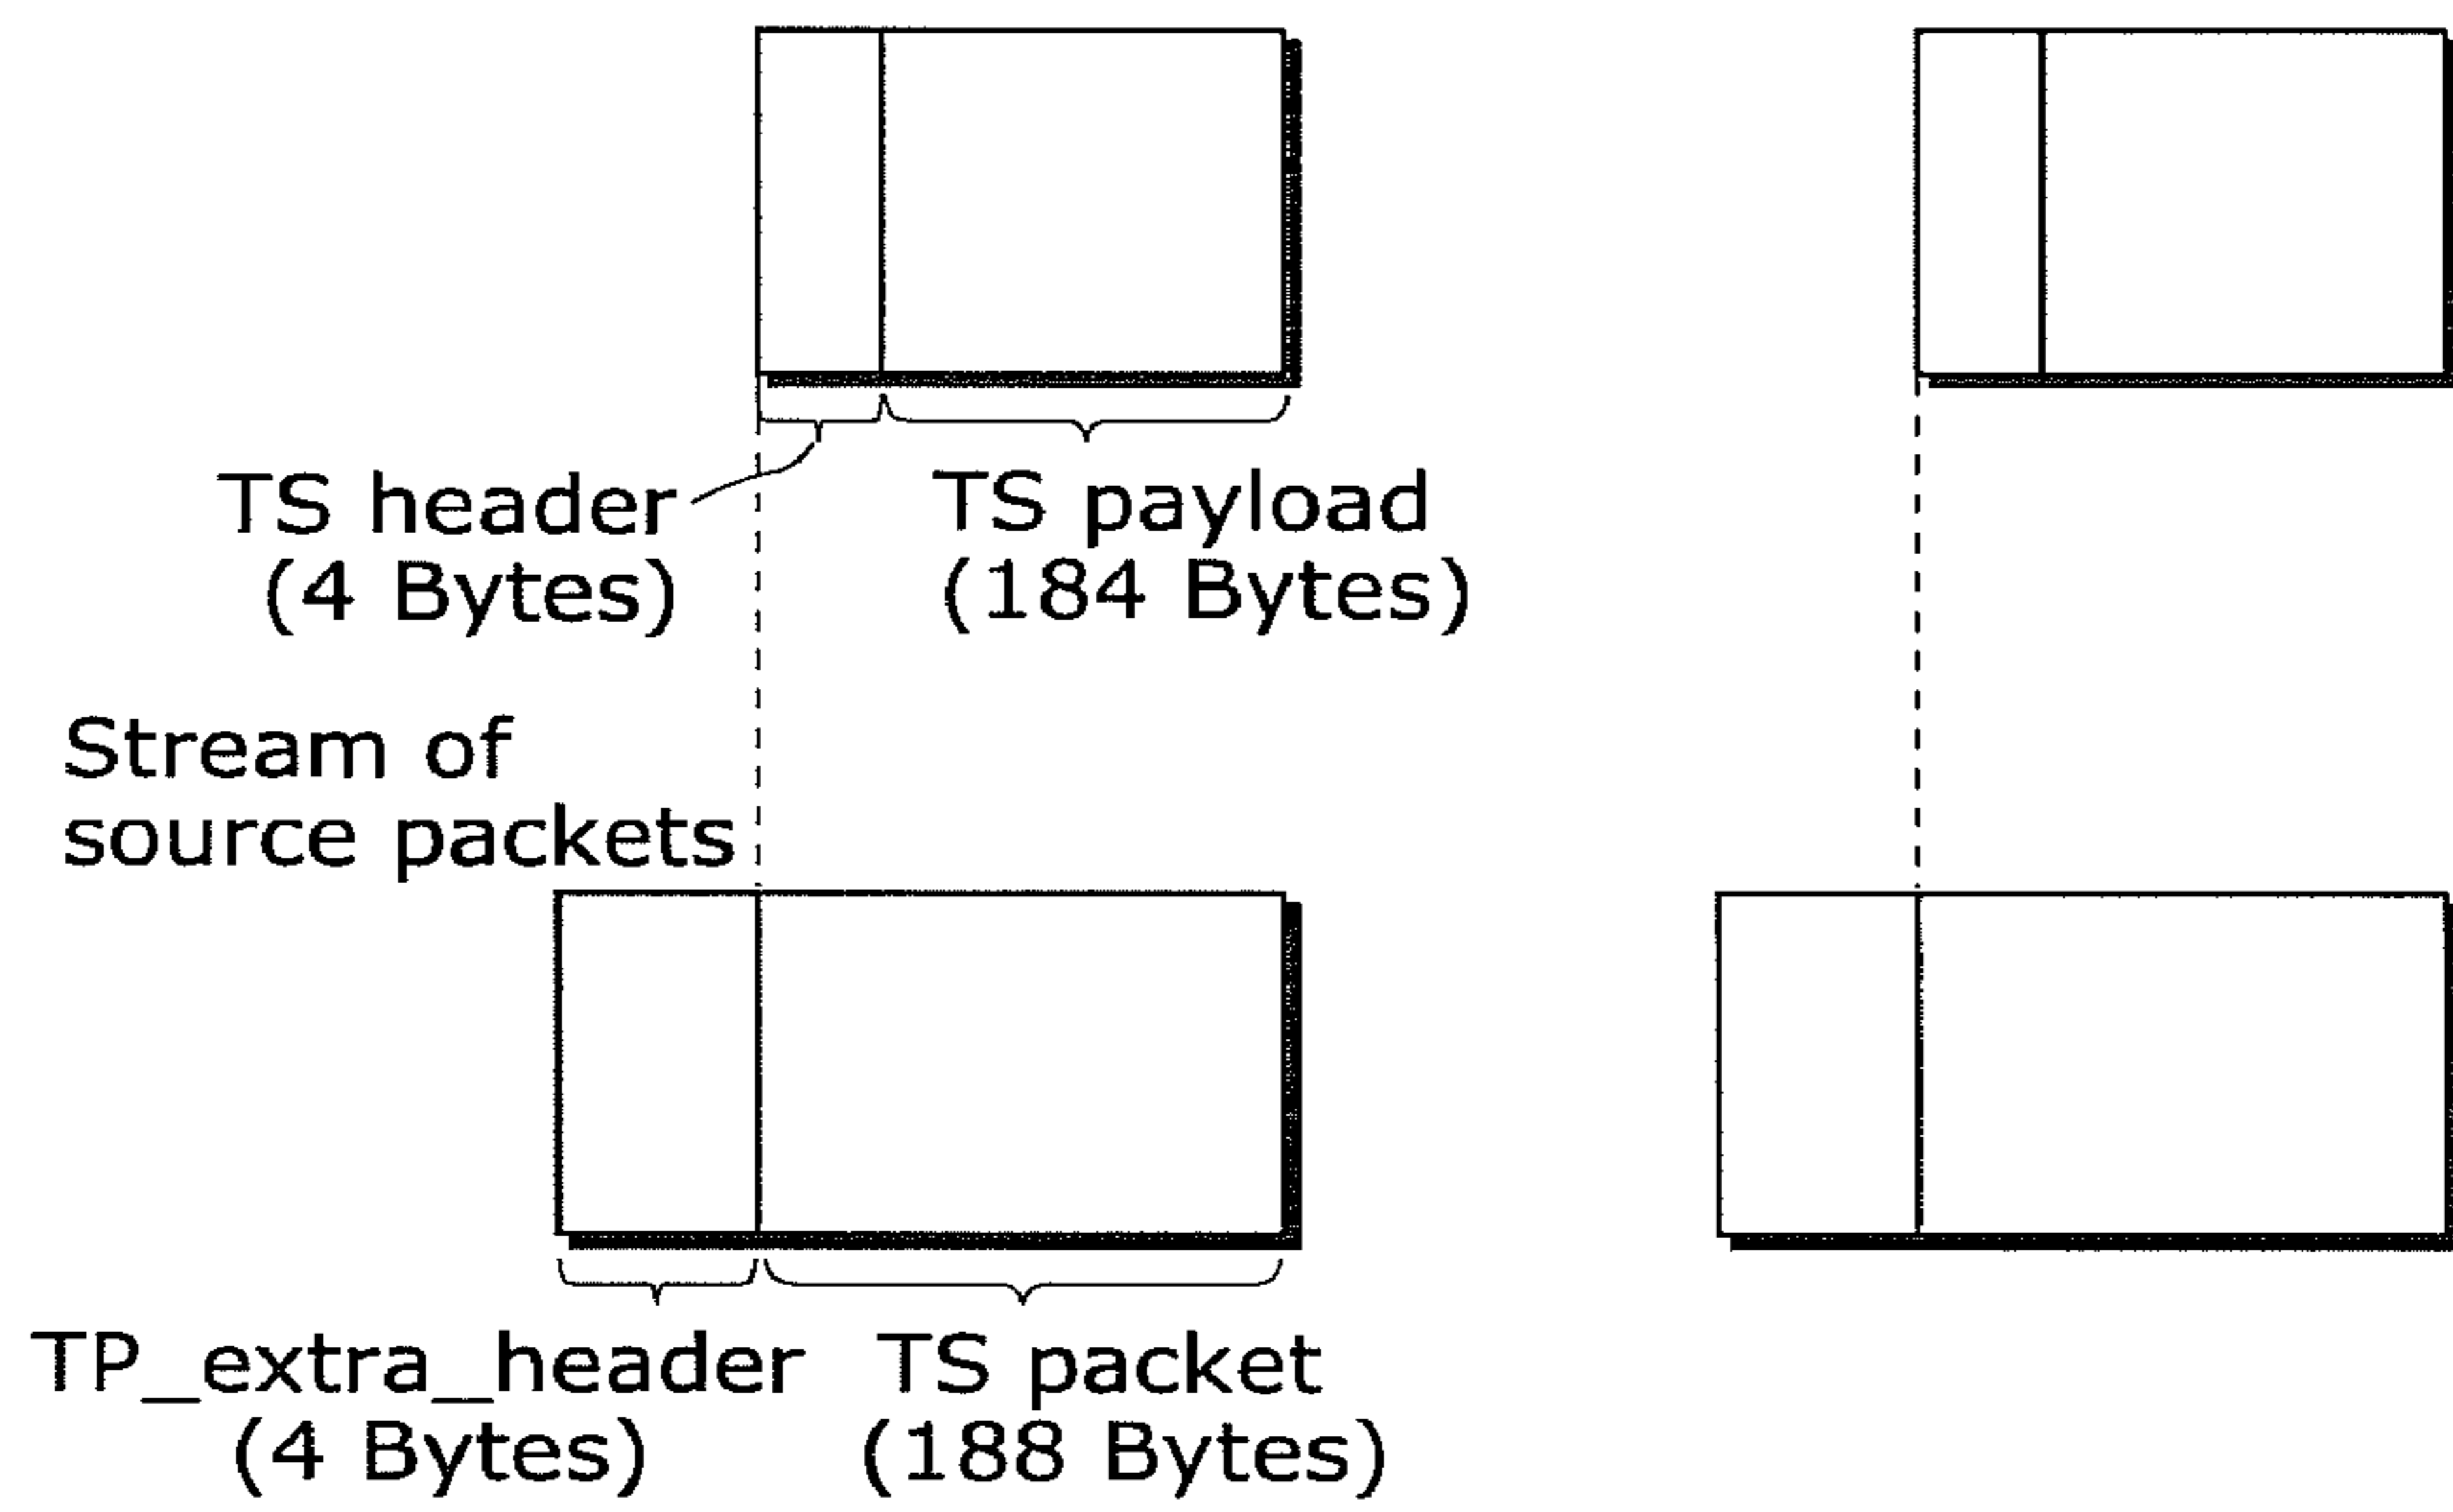 TS header
(4 Bytes)
TS payload
(184 Bytes)
Stream of
source packets
TP_extra_header
(4 Bytes)
TS packet
(188 Bytes)